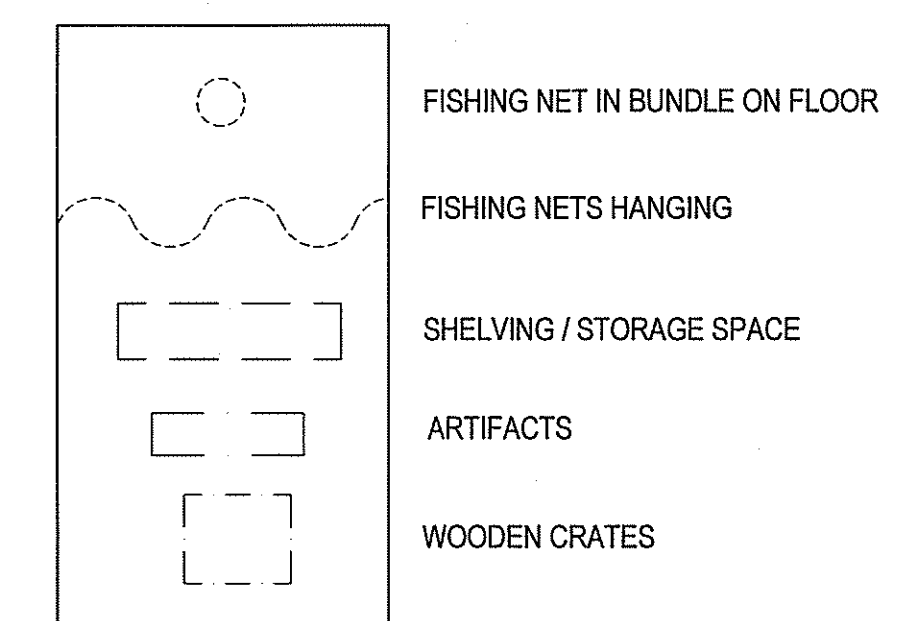 FISHING NET IN BUNDLE ON FLOOR
FISHING NETS HANGING
SHELVING / STORAGE SPACE
ARTIFACTS
WOODEN CRATES